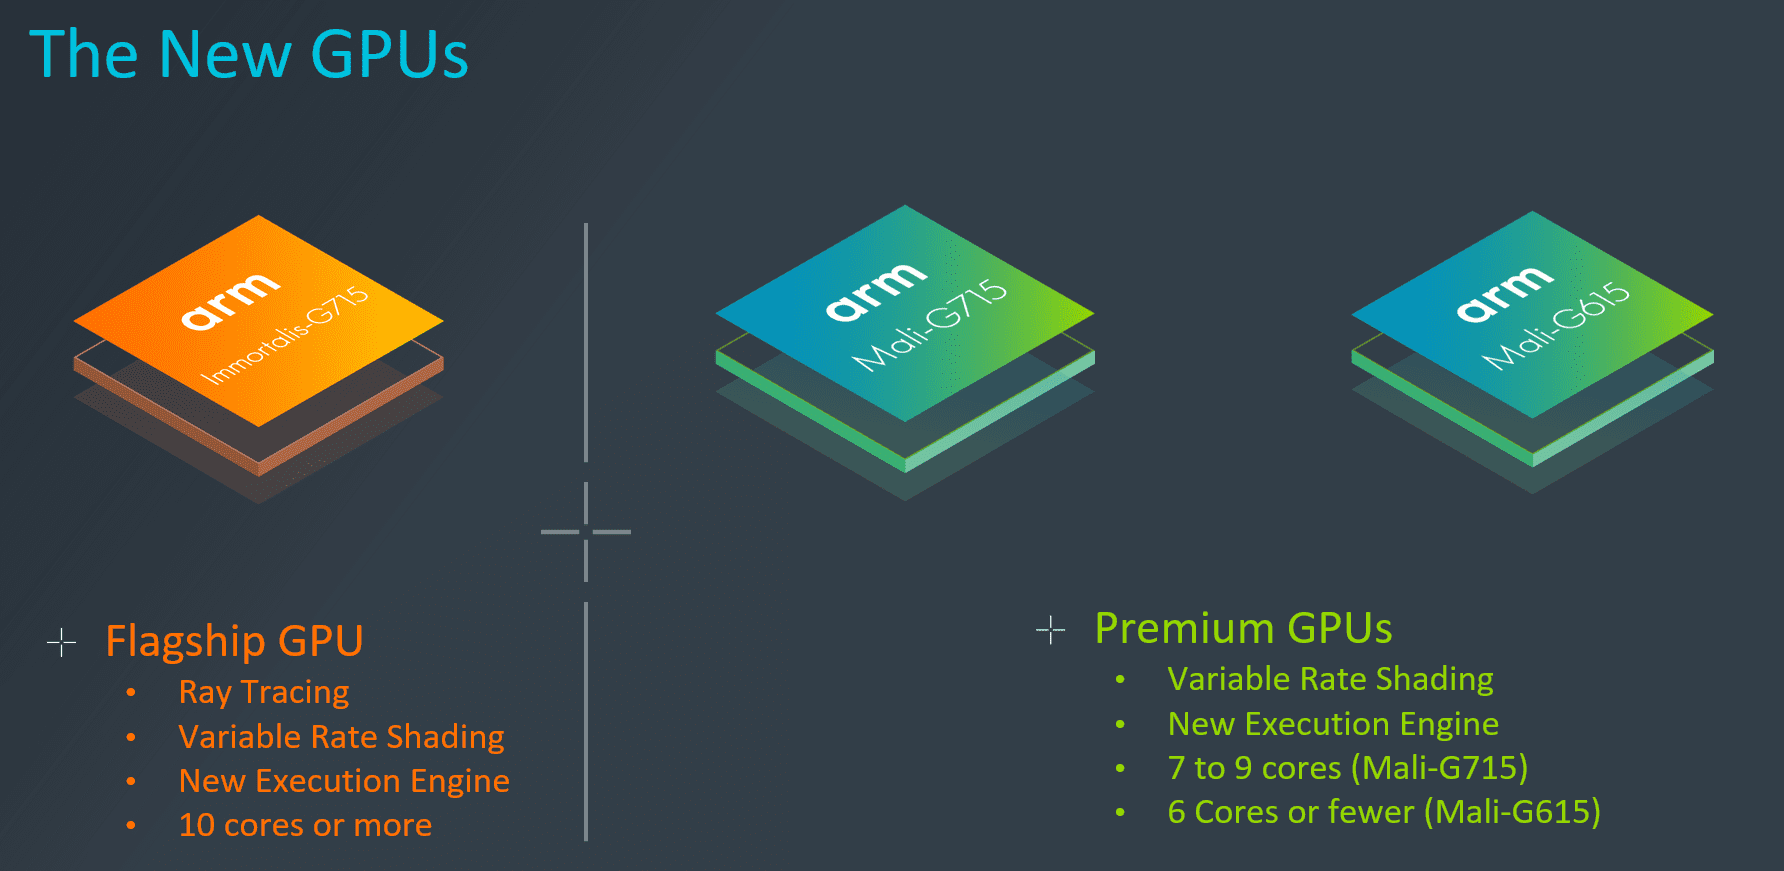 The New GPUs
arm
Immortalis-G715
arm
Mali-G715
arm
Mali-G615
Flagship GPU
• Ray Tracing
• Variable Rate Shading
• New Execution Engine
• 10 cores or more
Premium GPUs
• Variable Rate Shading
• New Execution Engine
• 7 to 9 cores (Mali-G715)
• 6 Cores or fewer (Mali-G615)